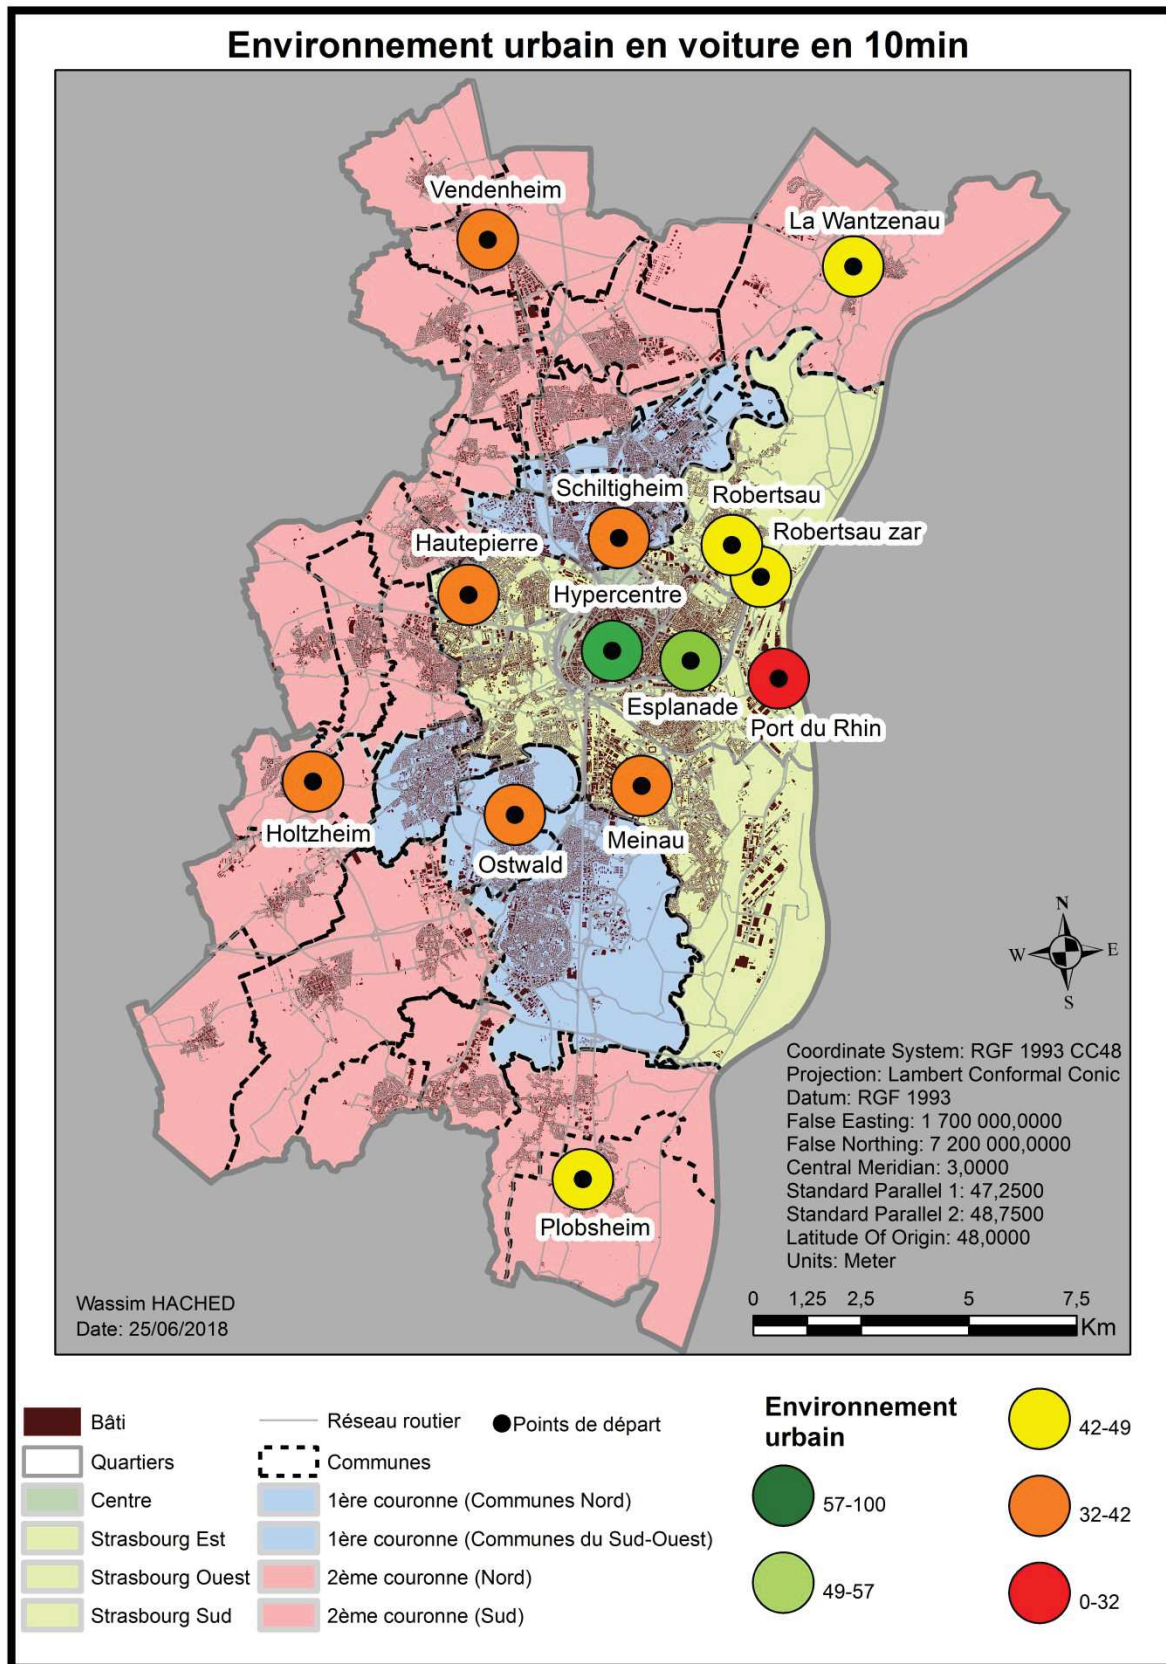 Environnement urbain en voiture en 10min
Vendenheim
La Wantzenau
Schiltigheim
Robertsau
Hautepierre
Robertsau zar
Hypercentre
Esplanade
Port du Rhin
Holtzheim
Ostwald
Meinau
Plobsheim
N
W E
S
Coordinate System: RGF 1993 CC48
Projection: Lambert Conformal Conic
Datum: RGF 1993
False Easting: 1 700 000,0000
False Northing: 7 200 000,0000
Central Meridian: 3,0000
Standard Parallel 1: 47,2500
Standard Parallel 2: 48,7500
Latitude Of Origin: 48,0000
Units: Meter
Wassim HACHED
Date: 25/06/2018
0 1,25 2,5 5 7,5
Km
Bâti
Quartiers
Centre
Strasbourg Est
Strasbourg Ouest
Strasbourg Sud
Réseau routier
Communes
1ère couronne (Communes Nord)
1ère couronne (Communes du Sud-Ouest)
2ème couronne (Nord)
2ème couronne (Sud)
Points de départ
Environnement
urbain
57-100
49-57
42-49
32-42
0-32